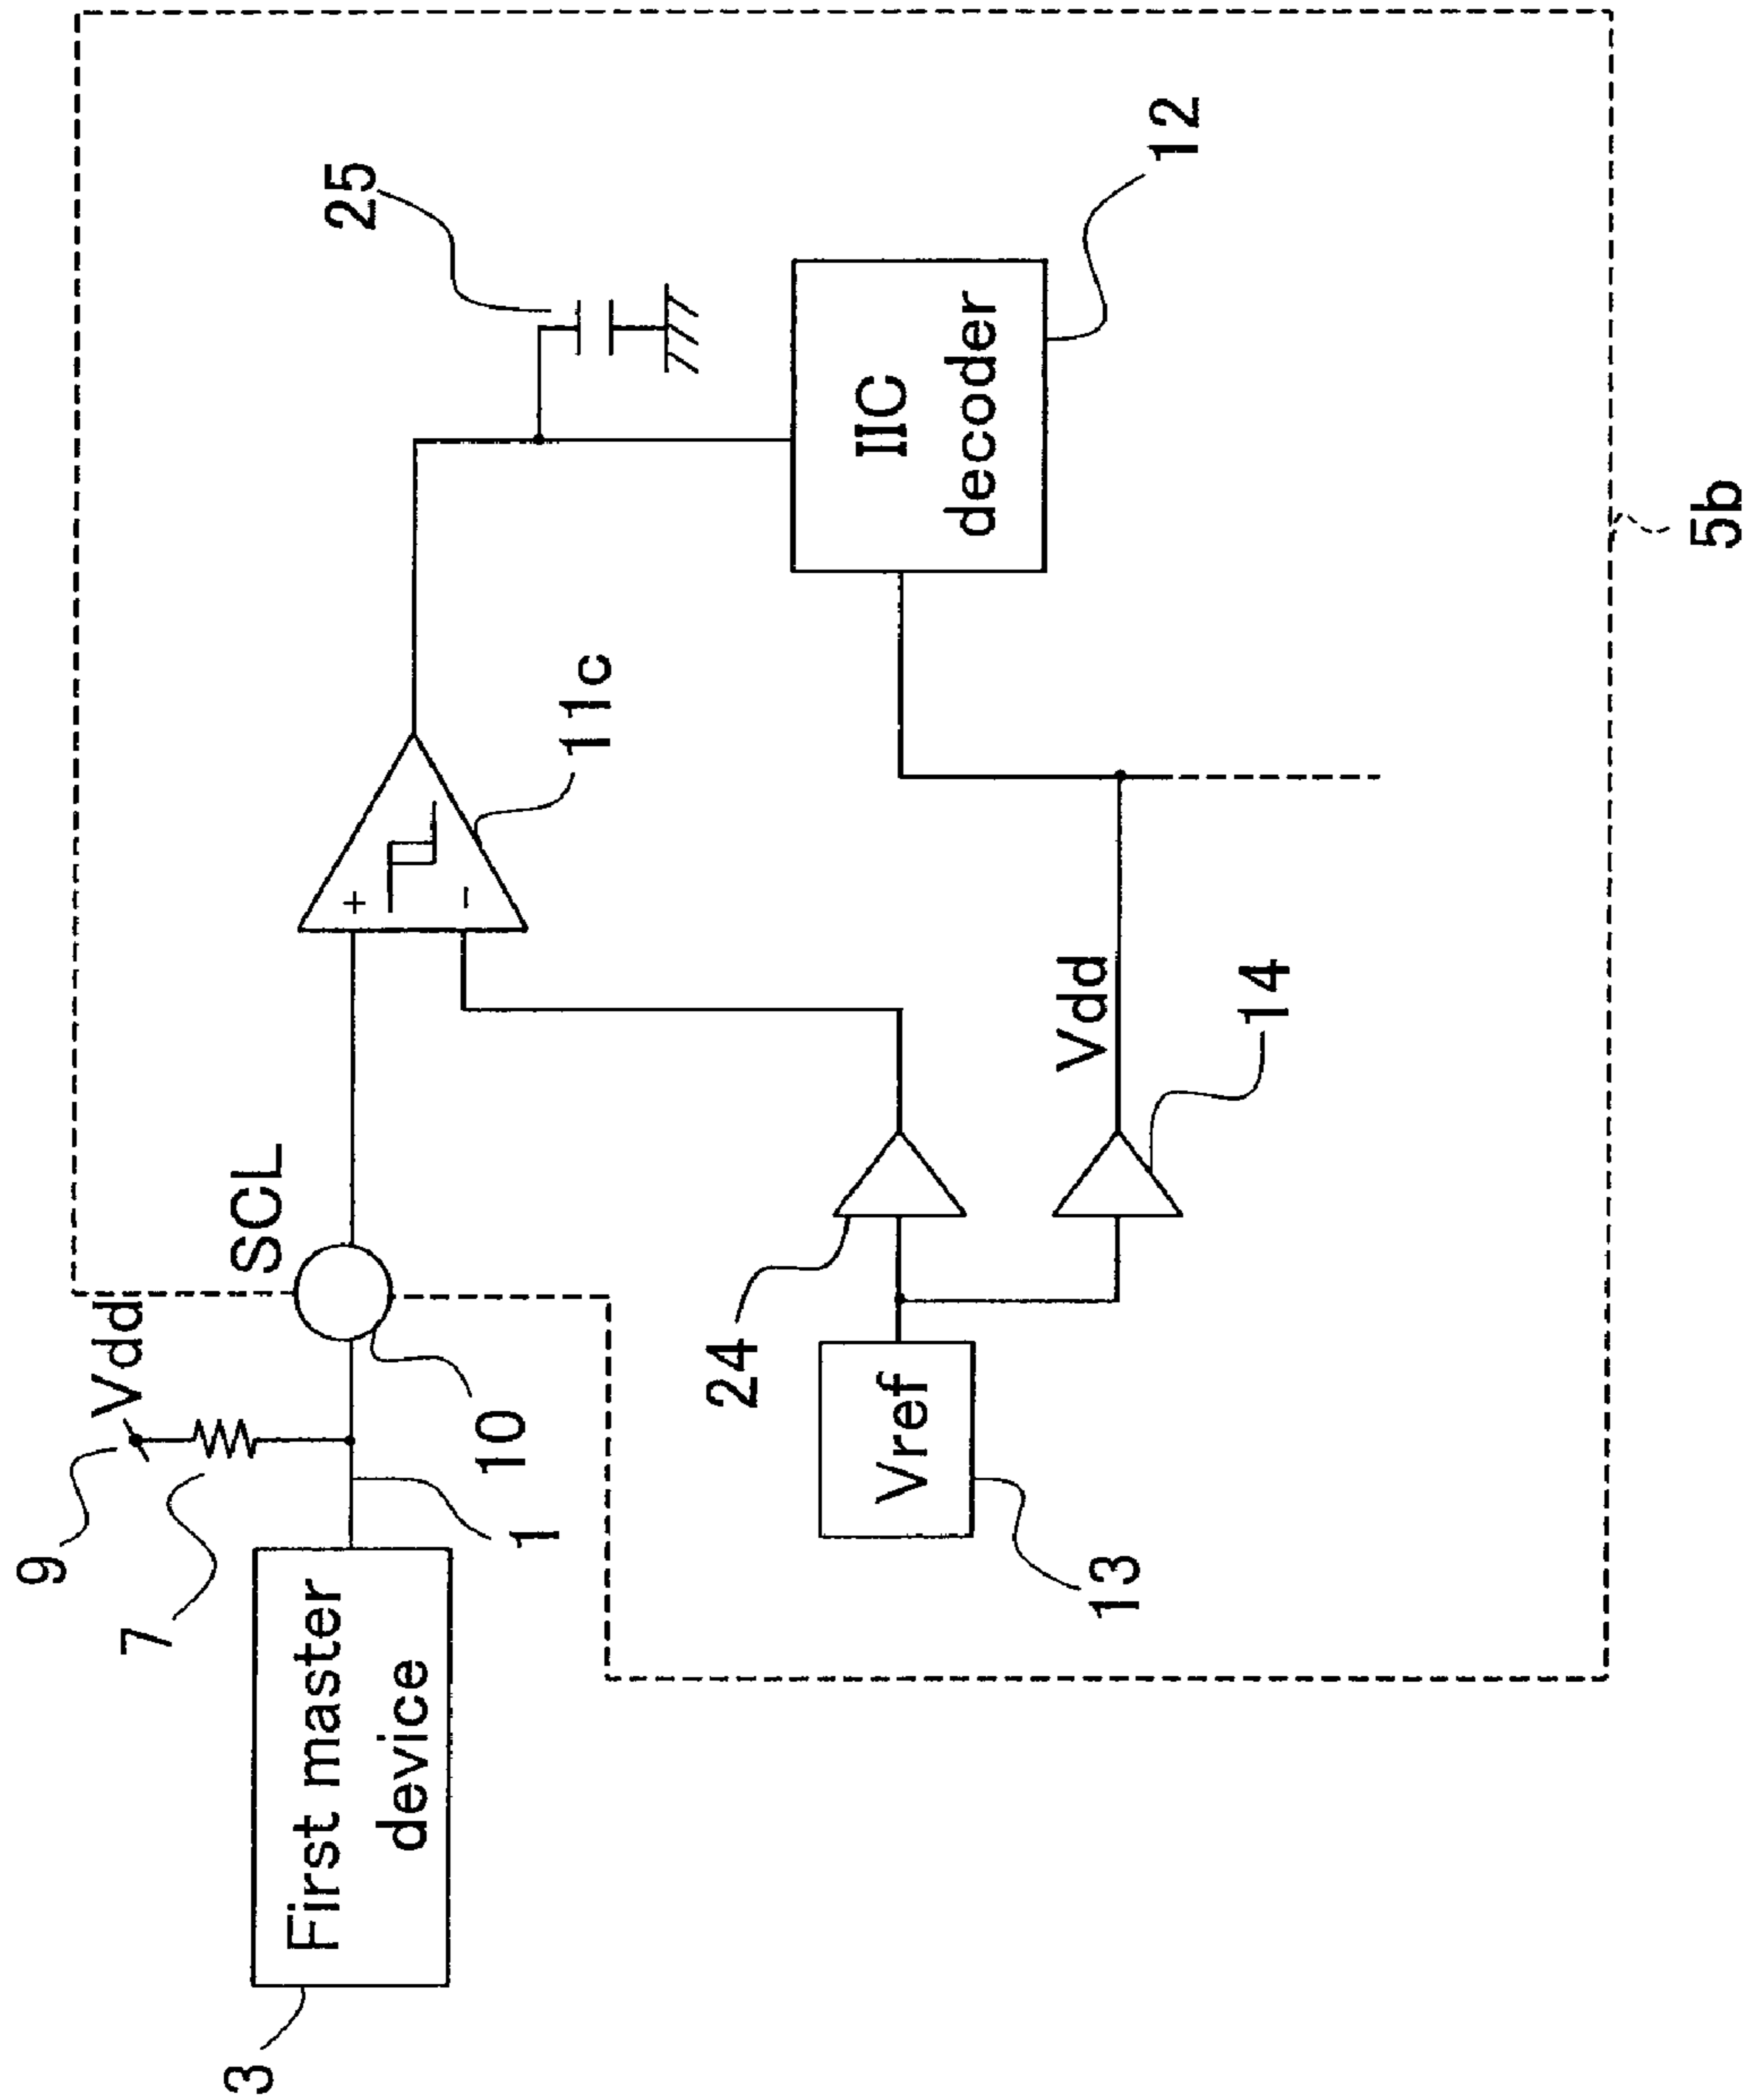 9
Vdd
7
SCL
25
First master
device
+
−
3
1
10
11c
IIC
decoder
24
Vref
Vdd
12
13
14
5b